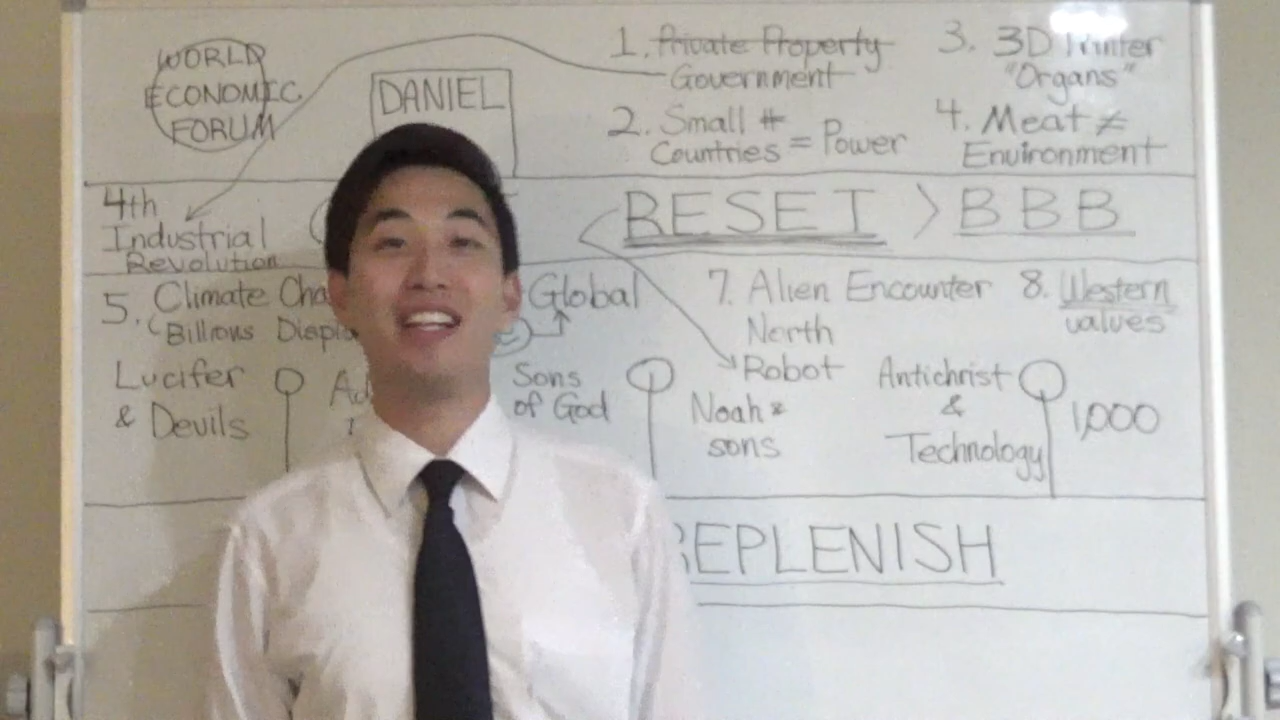 WORLD
ECONOMIC
FORUM
DANIEL
1. Private Property
Government
2. Small #
Countries = Power
3. 3D Printer
"Organs"
4. Meat ≠
Environment
4th
Industrial
Revolution
RESET > BBB
5. Climate
(Billions
Global
7. Alien Encounter
North
Robot
8. Western
values
Lucifer
& Devils
Sons
of God
Noah &
sons
Antichrist
&
Technology
1,000
REPLENISH